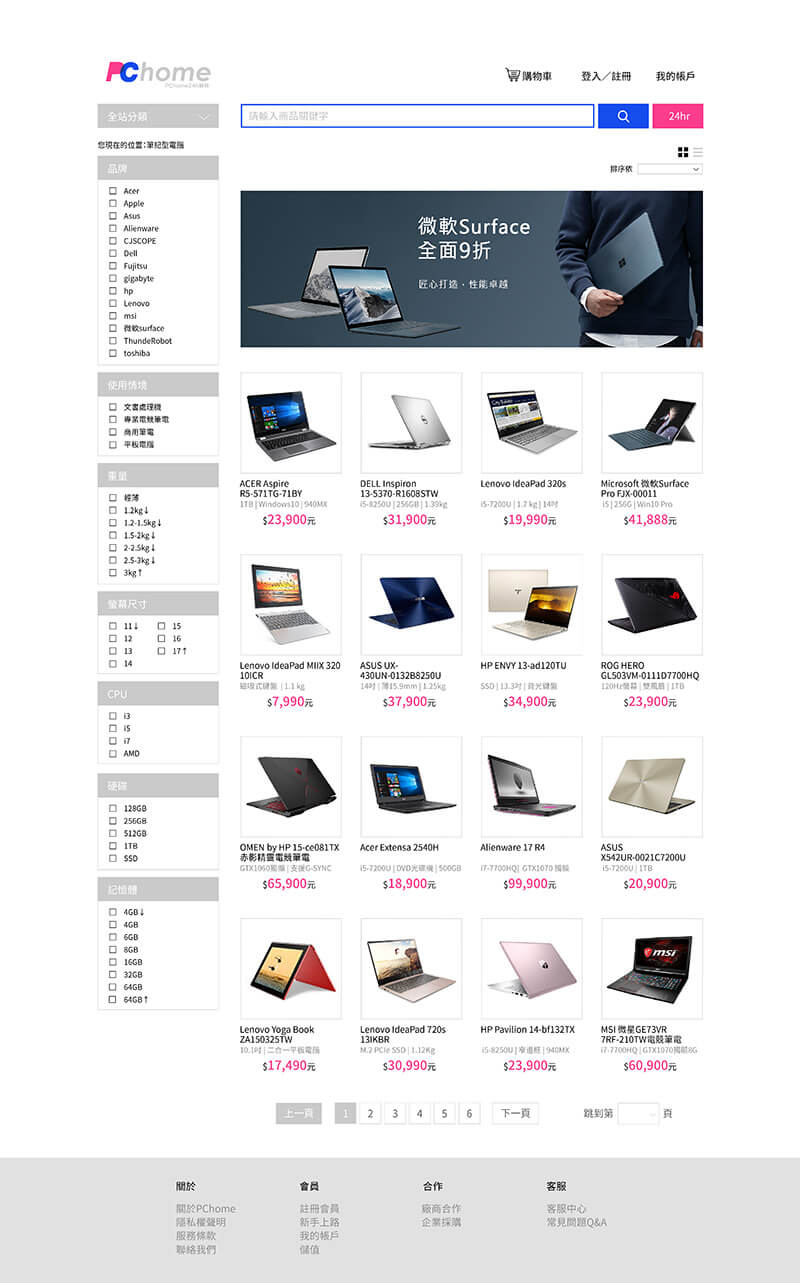 PChome
PChome24h購物
購物車
登入／註冊
我的帳戶
全站分類
請輸入商品關鍵字
24hr
您現在的位置:筆記型電腦
排序依
品牌
Acer
Apple
Asus
Alienware
CJSCOPE
Dell
Fujitsu
gigabyte
hp
Lenovo
msi
微軟surface
ThundeRobot
toshiba
使用情境
文書處理機
專業電競筆電
商用筆電
平板電腦
重量
輕薄
1.2kg↓
1.2-1.5kg↓
1.5-2kg↓
2-2.5kg↓
2.5-3kg↓
3kg↑
螢幕尺寸
11↓
15
12
16
13
17↑
14
CPU
i3
i5
i7
AMD
硬碟
128GB
256GB
512GB
1TB
SSD
記憶體
4GB↓
4GB
6GB
8GB
16GB
32GB
64GB
64GB↑
微軟Surface
全面9折
匠心打造，性能卓越
ACER Aspire
R5-571TG-71BY
1TB | Windows10 | 940MX
$23,900元
DELL Inspiron
13-5370-R1608STW
i5-8250U | 256GB | 1.39kg
$31,900元
Lenovo IdeaPad 320s
i5-7200U | 1.7 kg | 14吋
$19,990元
Microsoft 微軟Surface
Pro FJX-00011
i5 | 256G | Win10 Pro
$41,888元
Lenovo IdeaPad MIIX 320
10ICR
磁吸式鍵盤 | 1.1 kg
$7,990元
ASUS UX-
430UN-0132B8250U
14吋 | 薄15.9mm | 1.25kg
$37,900元
HP ENVY 13-ad120TU
SSD | 13.3吋 | 背光鍵盤
$34,900元
ROG HERO
GL503VM-0111D7700HQ
120Hz螢幕 | 雙風扇 | 1TB
$23,900元
OMEN by HP 15-ce081TX
赤影精靈電競筆電
GTX1060獨顯 | 支援G-SYNC
$65,900元
Acer Extensa 2540H
i5-7200U | DVD光碟機 | 500GB
$18,900元
Alienware 17 R4
i7-7700HQ| GTX1070 獨顯
$99,900元
ASUS
X542UR-0021C7200U
i5-7200U | 1TB
$20,900元
msi
Lenovo Yoga Book
ZA150325TW
10.1吋 | 二合一平板電腦
$17,490元
Lenovo IdeaPad 720s
13IKBR
M.2 PCIe SSD | 1.12Kg
$30,990元
HP Pavilion 14-bf132TX
i5-8250U | 窄邊框 | 940MX
$23,900元
MSI 微星GE73VR
7RF-210TW電競筆電
i7-7700HQ | GTX1070獨顯8G
$60,900元
上一頁
1
2
3
4
5
6
下一頁
跳到第
頁
關於
關於PChome
隱私權聲明
服務條款
聯絡我們
會員
註冊會員
新手上路
我的帳戶
儲值
合作
廠商合作
企業採購
客服
客服中心
常見問題Q&A